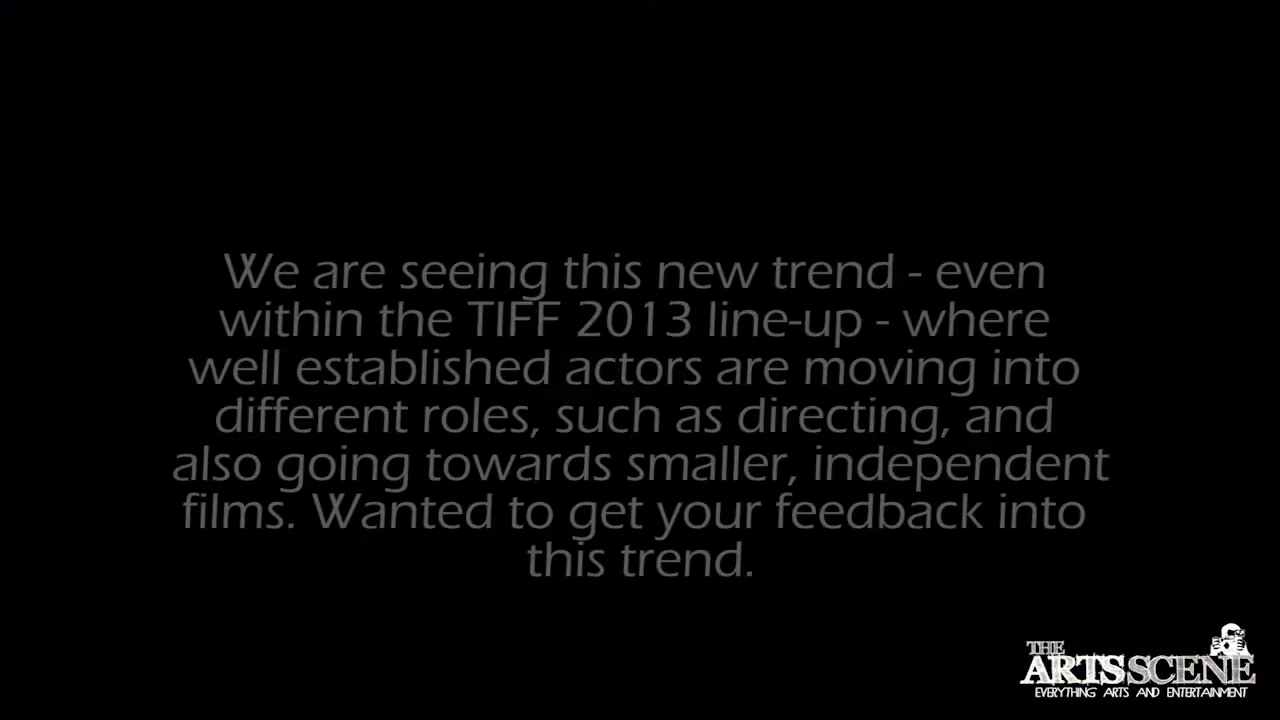 We are seeing this new trend - even
within the TIFF 2013 line-up - where
well established actors are moving into
different roles, such as directing, and
also going towards smaller, independent
films. Wanted to get your feedback into
this trend.
THE
ARTSSCENE
EVERYTHING ARTS AND ENTERTAINMENT